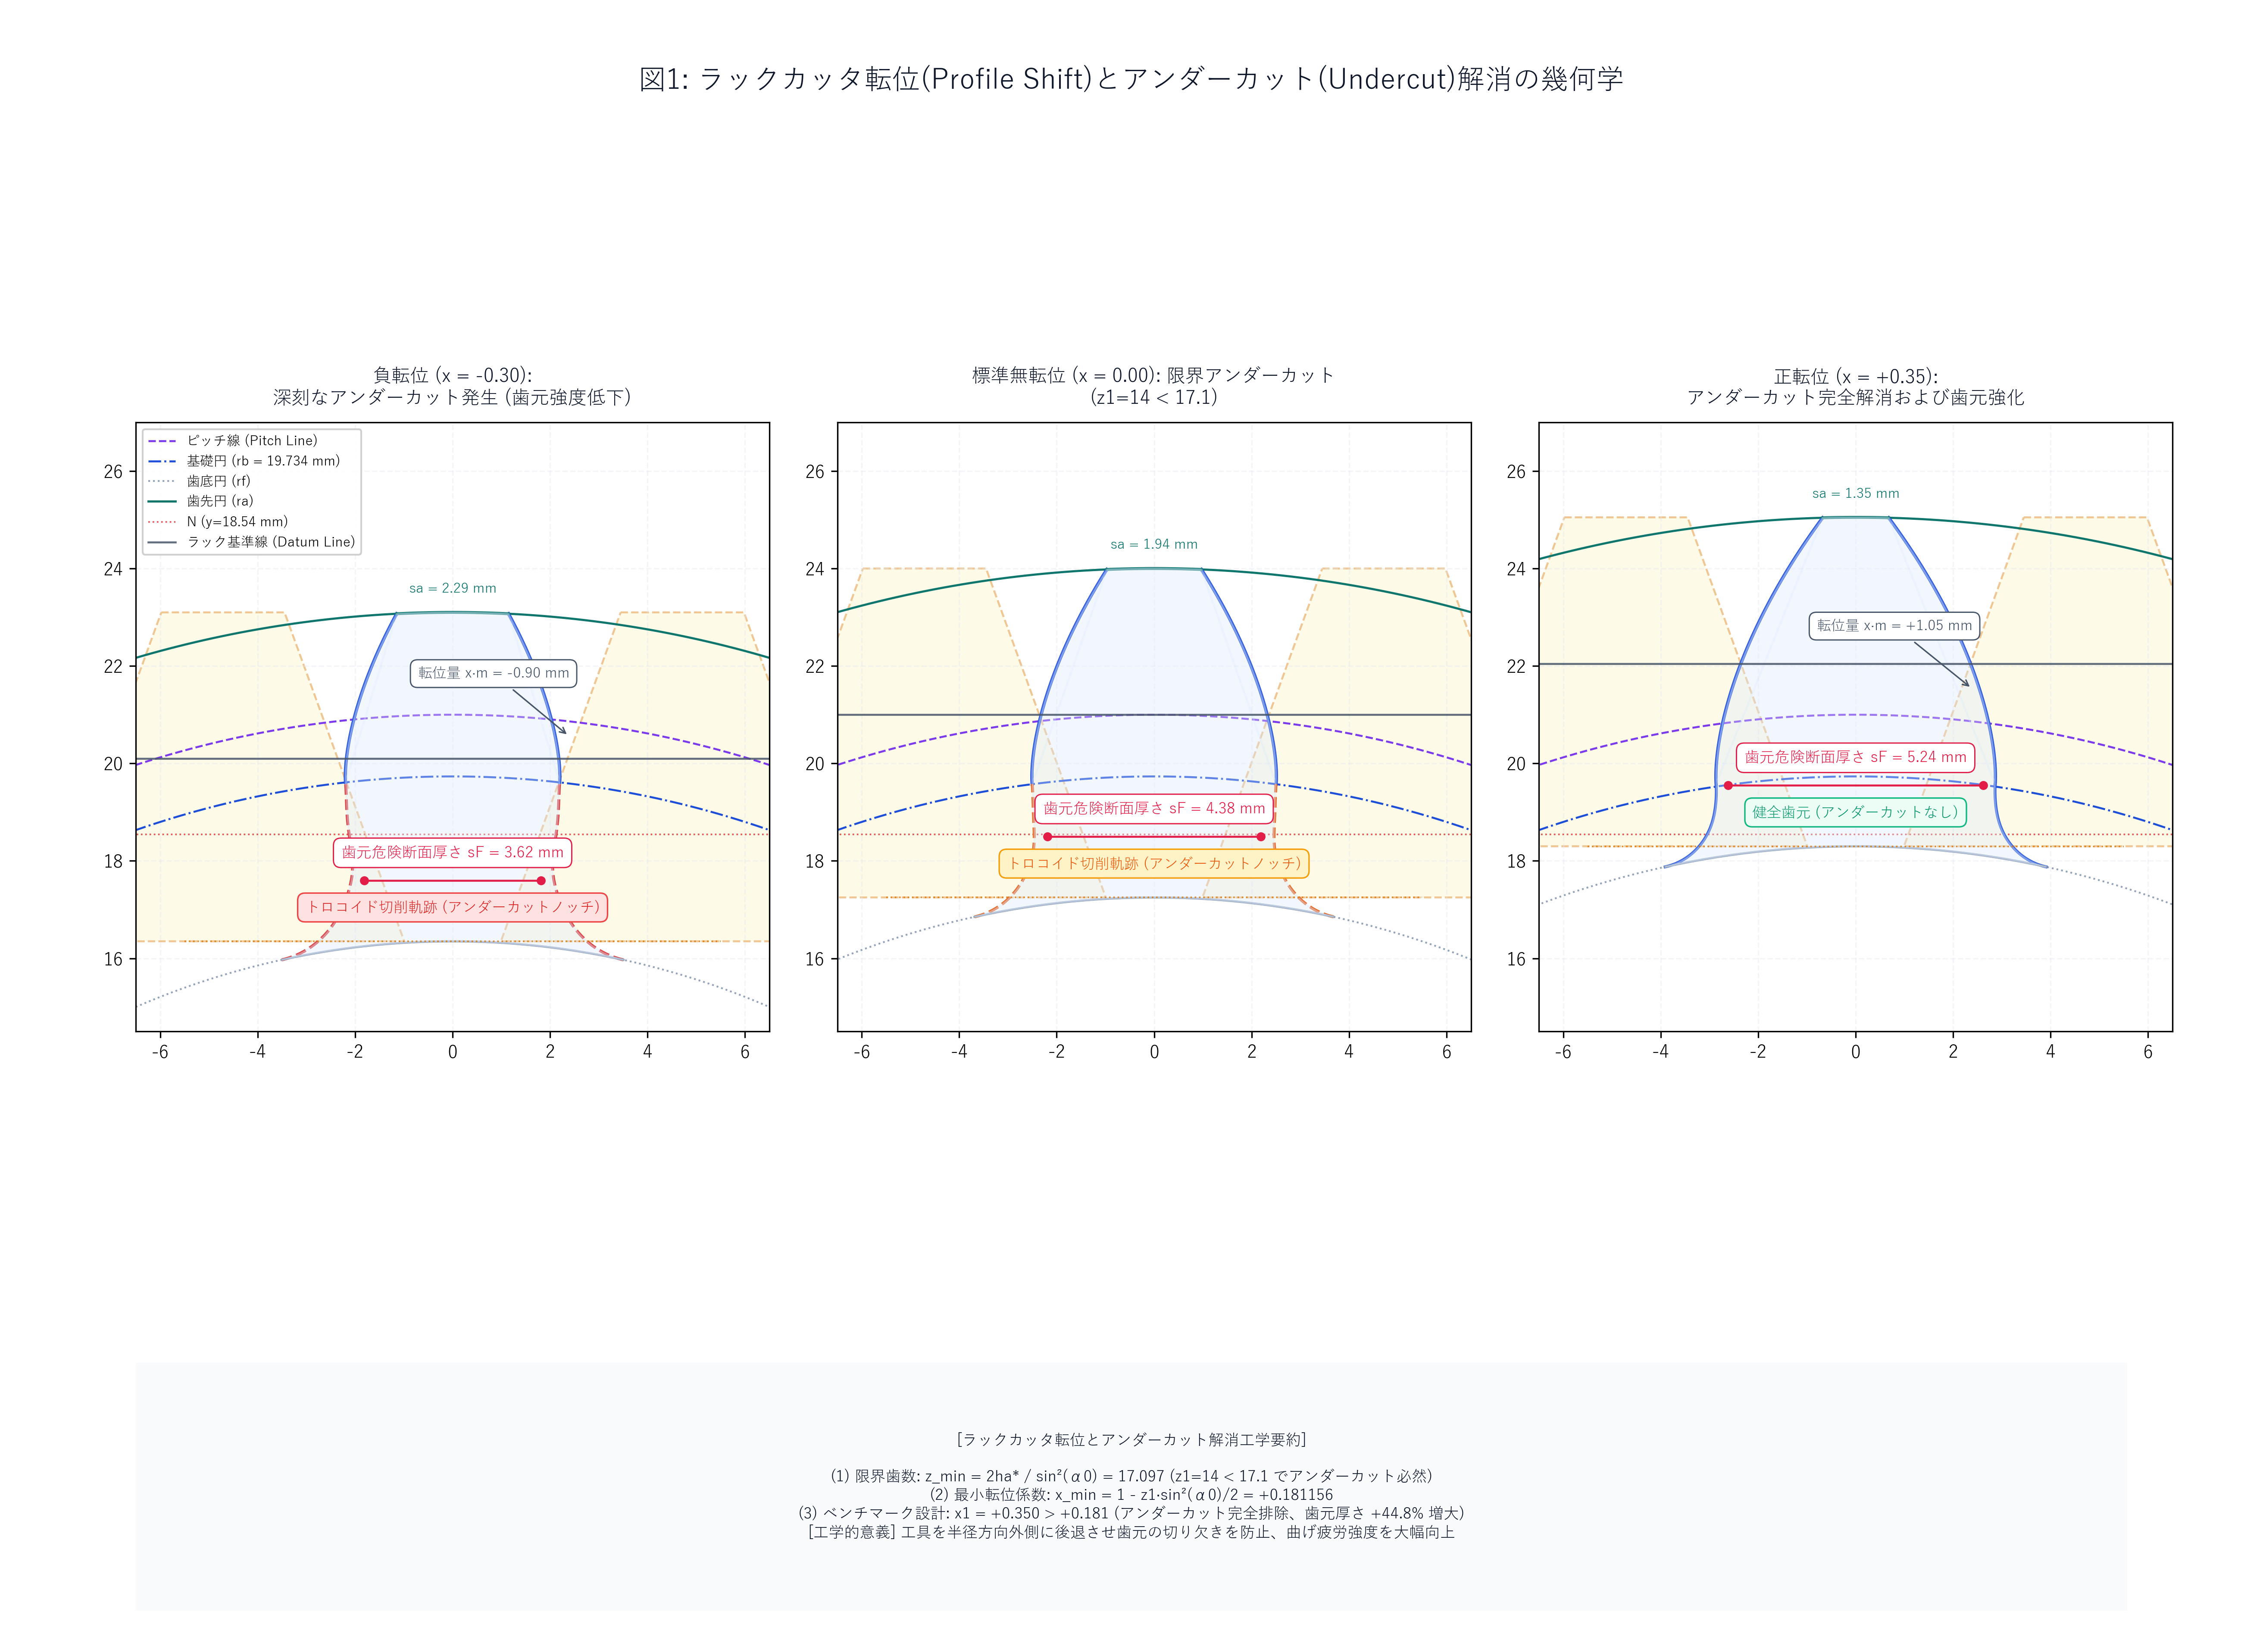 図1: ラックカッタ転位(Profile Shift)とアンダーカット(Undercut)解消の幾何学
負転位 (x = -0.30):
深刻なアンダーカット発生 (歯元強度低下)
ピッチ線 (Pitch Line)
基礎円 (rb = 19.734 mm)
歯底円 (rf)
歯先円 (ra)
N (y=18.54 mm)
ラック基準線 (Datum Line)
sa = 2.29 mm
転位量 x·m = -0.90 mm
歯元危険断面厚さ sF = 3.62 mm
トロコイド切削軌跡 (アンダーカットノッチ)
26
24
22
20
18
16
-6 -4 -2 0 2 4 6
標準無転位 (x = 0.00): 限界アンダーカット
(z1=14 < 17.1)
sa = 1.94 mm
歯元危険断面厚さ sF = 4.38 mm
トロコイド切削軌跡 (アンダーカットノッチ)
26
24
22
20
18
16
-6 -4 -2 0 2 4 6
正転位 (x = +0.35):
アンダーカット完全解消および歯元強化
sa = 1.35 mm
転位量 x·m = +1.05 mm
歯元危険断面厚さ sF = 5.24 mm
健全歯元 (アンダーカットなし)
26
24
22
20
18
16
-6 -4 -2 0 2 4 6
[ラックカッタ転位とアンダーカット解消工学要約]
(1) 限界歯数: z_min = 2ha* / sin²(α0) = 17.097 (z1=14 < 17.1 でアンダーカット必然)
(2) 最小転位係数: x_min = 1 - z1·sin²(α0)/2 = +0.181156
(3) ベンチマーク設計: x1 = +0.350 > +0.181 (アンダーカット完全排除、歯元厚さ +44.8% 増大)
[工学的意義] 工具を半径方向外側に後退させ歯元の切り欠きを防止、曲げ疲労強度を大幅向上